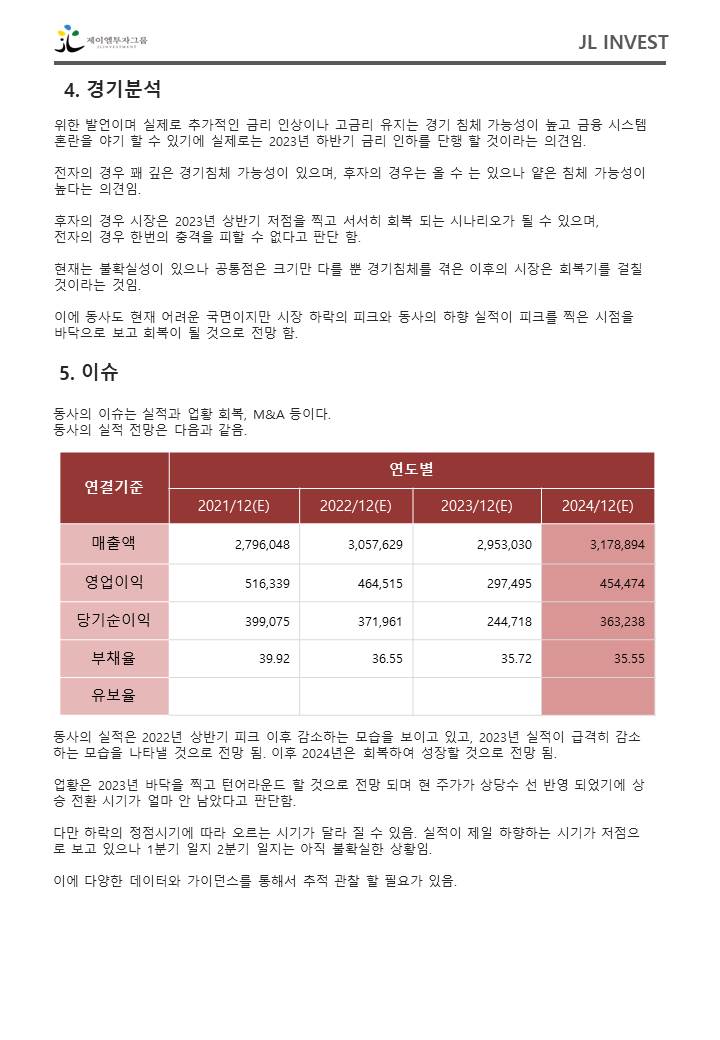 제이엠투자그룹
JL INVESTMENT
JL INVEST
4. 경기분석
위한 발언이며 실제로 추가적인 금리 인상이나 고금리 유지는 경기 침체 가능성이 높고 금융 시스템
혼란을 야기 할 수 있기에 실제로는 2023년 하반기 금리 인하를 단행 할 것이라는 의견임.
전자의 경우 꽤 깊은 경기침체 가능성이 있으며, 후자의 경우는 올 수 는 있으나 얕은 침체 가능성이
높다는 의견임.
후자의 경우 시장은 2023년 상반기 저점을 찍고 서서히 회복 되는 시나리오가 될 수 있으며,
전자의 경우 한번의 충격을 피할 수 없다고 판단 함.
현재는 불확실성이 있으나 공통점은 크기만 다를 뿐 경기침체를 겪은 이후의 시장은 회복기를 걸칠
것이라는 것임.
이에 동사도 현재 어려운 국면이지만 시장 하락의 피크와 동사의 하향 실적이 피크를 찍은 시점을
바닥으로 보고 회복이 될 것으로 전망 함.
5. 이슈
동사의 이슈는 실적과 업황 회복, M&A 등이다.
동사의 실적 전망은 다음과 같음.
연결기준 연도별
2021/12(E) 2022/12(E) 2023/12(E) 2024/12(E)
매출액 2,796,048 3,057,629 2,953,030 3,178,894
영업이익 516,339 464,515 297,495 454,474
당기순이익 399,075 371,961 244,718 363,238
부채율 39.92 36.55 35.72 35.55
유보율
동사의 실적은 2022년 상반기 피크 이후 감소하는 모습을 보이고 있고, 2023년 실적이 급격히 감소
하는 모습을 나타낼 것으로 전망 됨. 이후 2024년은 회복하여 성장할 것으로 전망 됨.
업황은 2023년 바닥을 찍고 턴어라운드 할 것으로 전망 되며 현 주가가 상당수 선 반영 되었기에 상
승 전환 시기가 얼마 안 남았다고 판단함.
다만 하락의 정점시기에 따라 오르는 시기가 달라 질 수 있음. 실적이 제일 하향하는 시기가 저점으
로 보고 있으나 1분기 일지 2분기 일지는 아직 불확실한 상황임.
이에 다양한 데이터와 가이던스를 통해서 추적 관찰 할 필요가 있음.